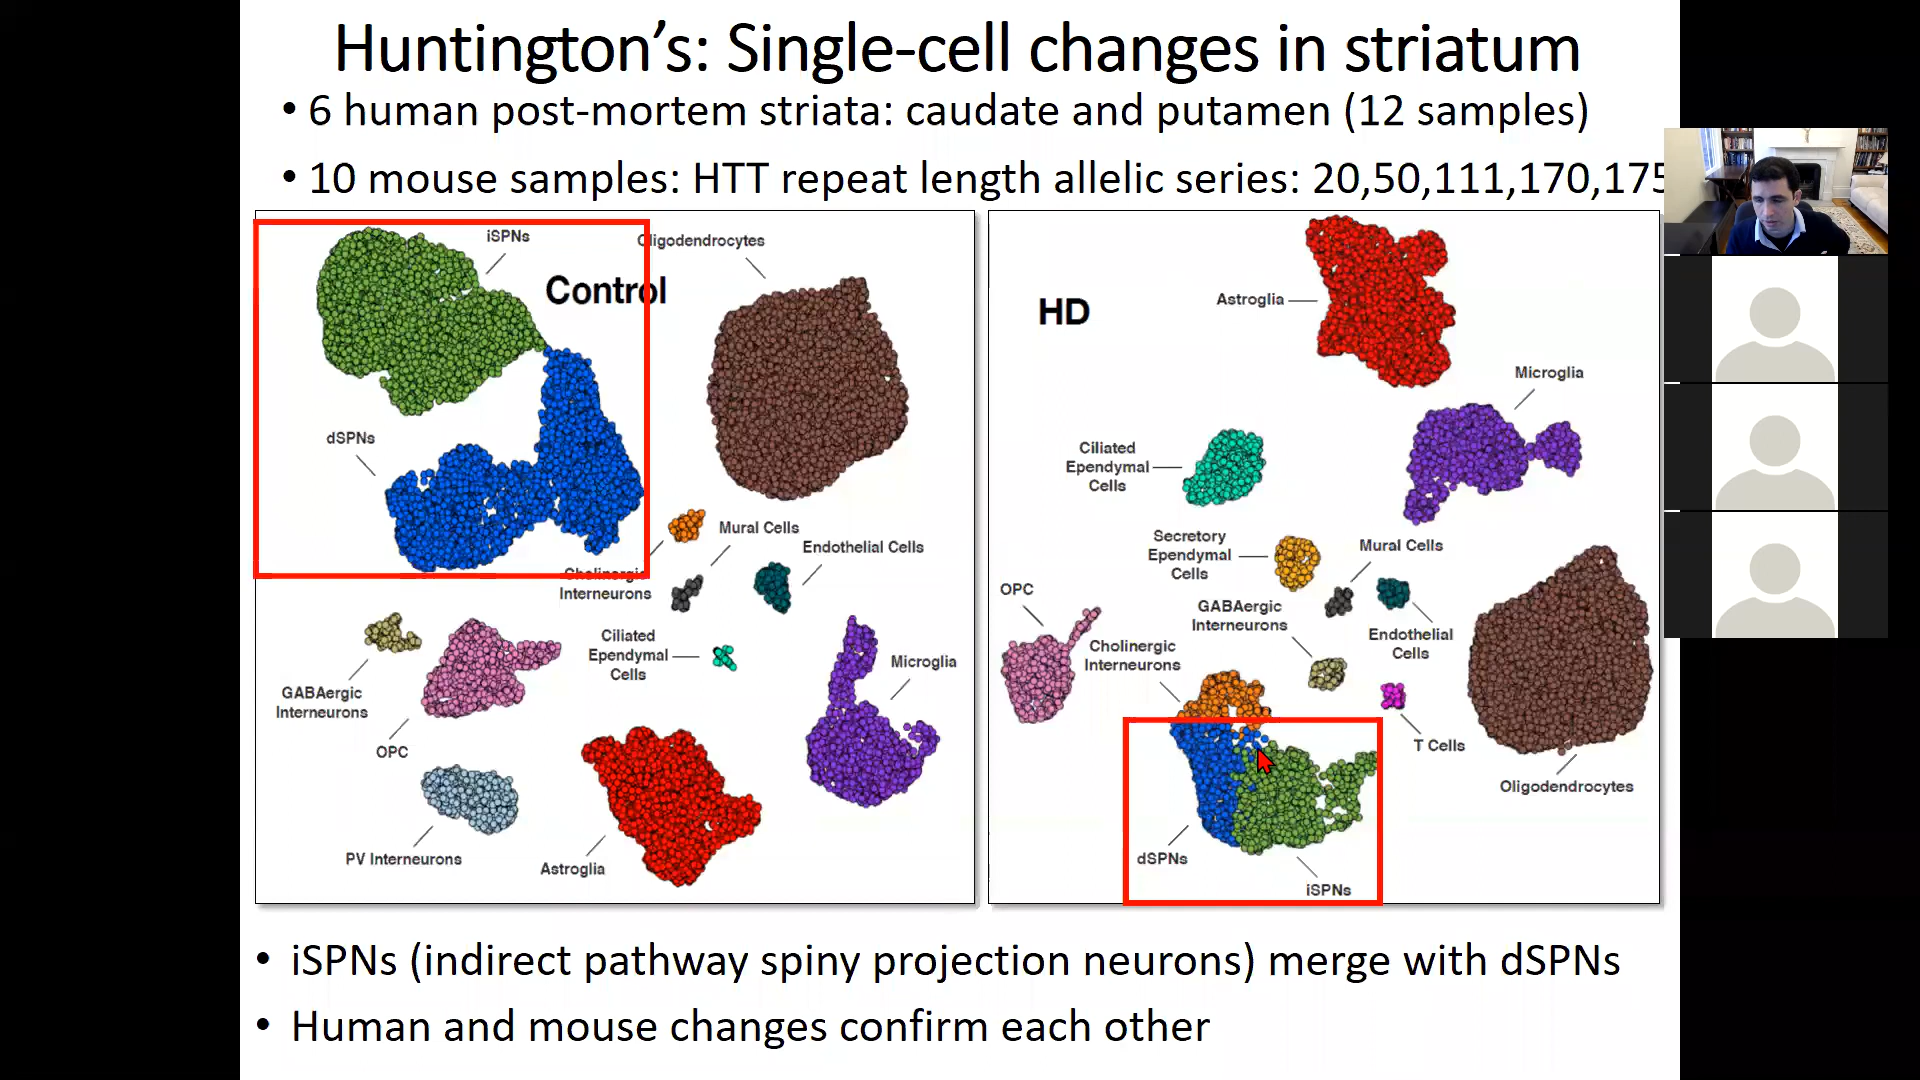 Huntington's: Single-cell changes in striatum
• 6 human post-mortem striata: caudate and putamen (12 samples)
• 10 mouse samples: HTT repeat length allelic series: 20,50,111,170,175
iSPNs
Oligodendrocytes
Control
dSPNs
Mural Cells
Endothelial Cells
Cholinergic
Interneurons
Ciliated
Ependymal
Cells
Microglia
GABAergic
Interneurons
OPC
PV Interneurons
Astroglia
HD
Astroglia
Microglia
Ciliated
Ependymal
Cells
Secretory
Ependymal
Cells
Mural Cells
OPC
GABAergic
Interneurons
Endothelial
Cells
Cholinergic
Interneurons
T Cells
Oligodendrocytes
dSPNs
iSPNs
• iSPNs (indirect pathway spiny projection neurons) merge with dSPNs
• Human and mouse changes confirm each other